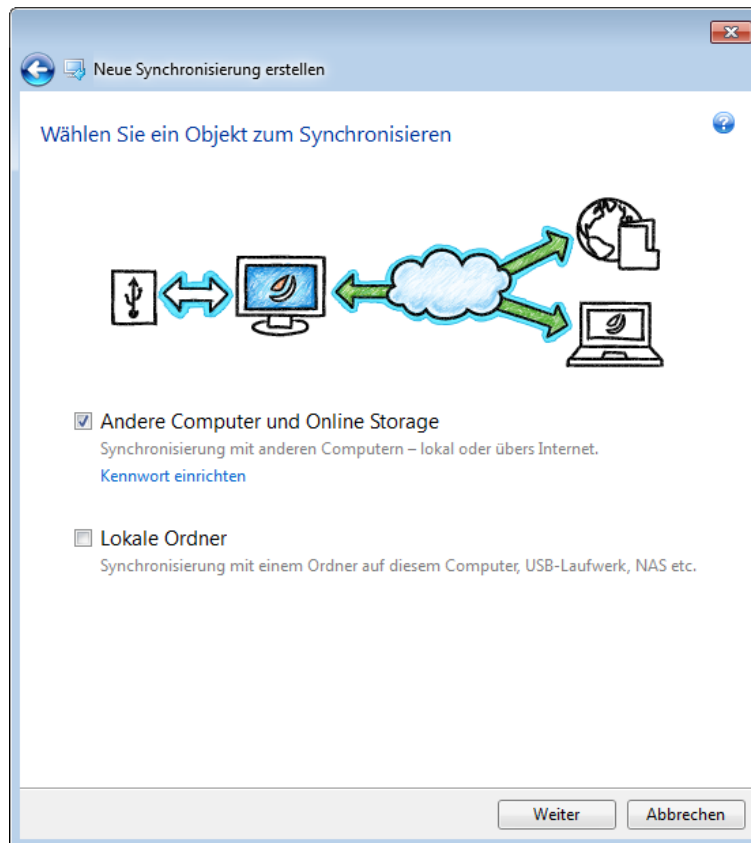 Neue Synchronisierung erstellen
Wählen Sie ein Objekt zum Synchronisieren
Andere Computer und Online Storage
Synchronisierung mit anderen Computern – lokal oder übers Internet.
Kennwort einrichten
Lokale Ordner
Synchronisierung mit einem Ordner auf diesem Computer, USB-Laufwerk, NAS etc.
Weiter
Abbrechen